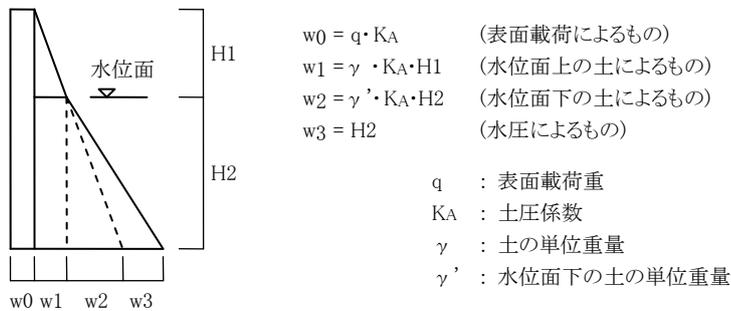 H1
水位面
H2
w0 w1 w2 w3
w0 = q・KA (表面載荷によるもの)
w1 = γ ・KA・H1 (水位面上の土によるもの)
w2 = γ’・KA・H2 (水位面下の土によるもの)
w3 = H2 (水圧によるもの)
q : 表面載荷重
KA : 土圧係数
γ : 土の単位重量
γ’ : 水位面下の土の単位重量